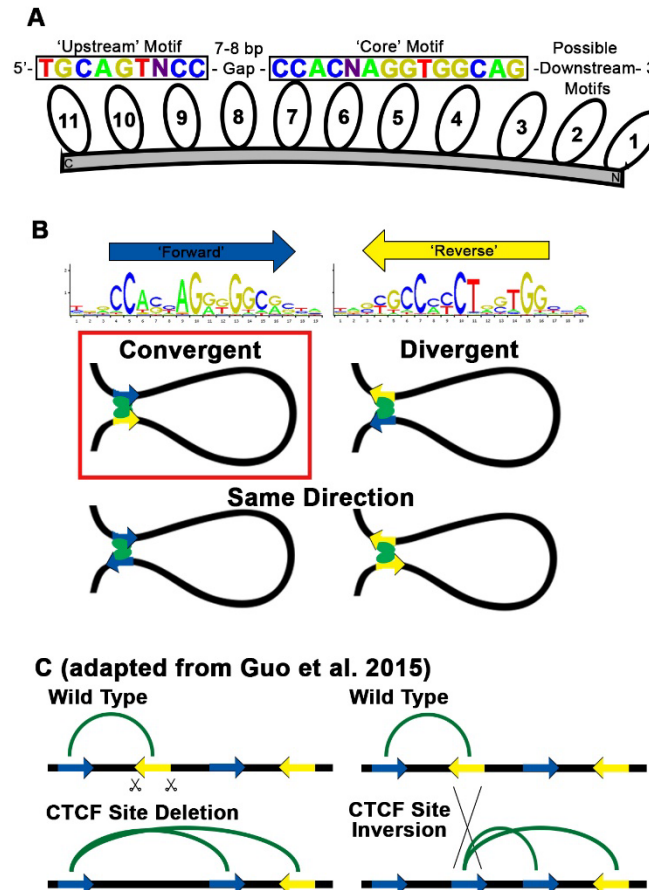 A
'Upstream' Motif
7-8 bp
Gap
'Core' Motif
Possible
Downstream
Motifs
5'- TGCAGTNCC - Gap - CCACNAGGTGGCAG -Downstream- 3
11 10 9 8 7 6 5 4 3 2 1
C N
B
'Forward' 'Reverse'
Convergent Divergent
Same Direction
C (adapted from Guo et al. 2015)
Wild Type Wild Type
CTCF Site Deletion CTCF Site
Inversion